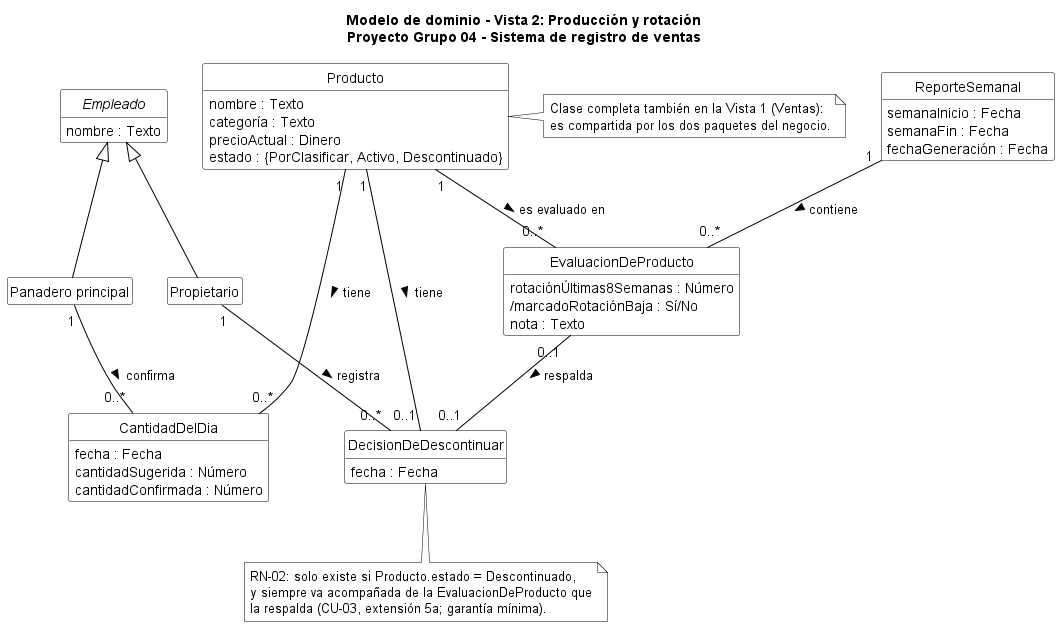 Modelo de dominio - Vista 2: Producción y rotación
Proyecto Grupo 04 - Sistema de registro de ventas
Producto
nombre : Texto
categoría : Texto
precioActual : Dinero
estado : {PorClasificar, Activo, Descontinuado}
Clase completa también en la Vista 1 (Ventas):
es compartida por los dos paquetes del negocio.
ReporteSemanal
semanaInicio : Fecha
semanaFin : Fecha
fechaGeneración : Fecha
Empleado
nombre : Texto
1
1
1
1
es evaluado en
contiene
0..*
0..*
EvaluacionDeProducto
rotaciónÚltimas8Semanas : Número
/marcadoRotaciónBaja : Sí/No
nota : Texto
Panadero principal
Propietario
tiene
tiene
1
1
0..1
confirma
registra
respalda
0..*
0..*
0..*
0..1
0..1
CantidadDelDia
fecha : Fecha
cantidadSugerida : Número
cantidadConfirmada : Número
DecisionDeDescontinuar
fecha : Fecha
RN-02: solo existe si Producto.estado = Descontinuado,
y siempre va acompañada de la EvaluacionDeProducto que
la respalda (CU-03, extensión 5a; garantía mínima).